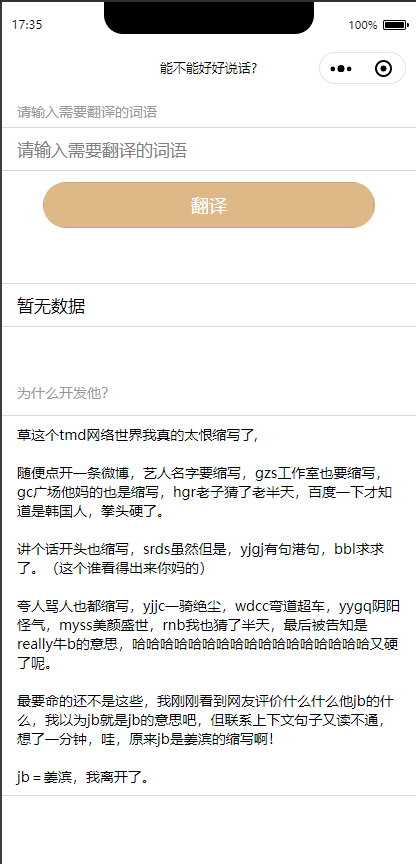 17:35
100%
能不能好好说话?
请输入需要翻译的词语
请输入需要翻译的词语
翻译
暂无数据
为什么开发他?
草这个tmd网络世界我真的太恨缩写了,
随便点开一条微博，艺人名字要缩写，gzs工作室也要缩写，
gc广场他妈的也是缩写，hgr老子猜了老半天，百度一下才知
道是韩国人，拳头硬了。
讲个话开头也缩写，srds虽然但是，yjgj有句港句，bbl求求
了。（这个谁看得出来你妈的）
夸人骂人也都缩写，yjjc一骑绝尘，wdcc弯道超车，yygq阴阳
怪气，myss美颜盛世，rnb我也猜了半天，最后被告知是
really牛b的意思，哈哈哈哈哈哈哈哈哈哈哈哈哈哈哈哈哈又硬
了呢。
最要命的还不是这些，我刚刚看到网友评价什么什么他jb的什
么，我以为jb就是jb的意思吧，但联系上下文句子又读不通，
想了一分钟，哇，原来jb是姜滨的缩写啊！
jb＝姜滨，我离开了。